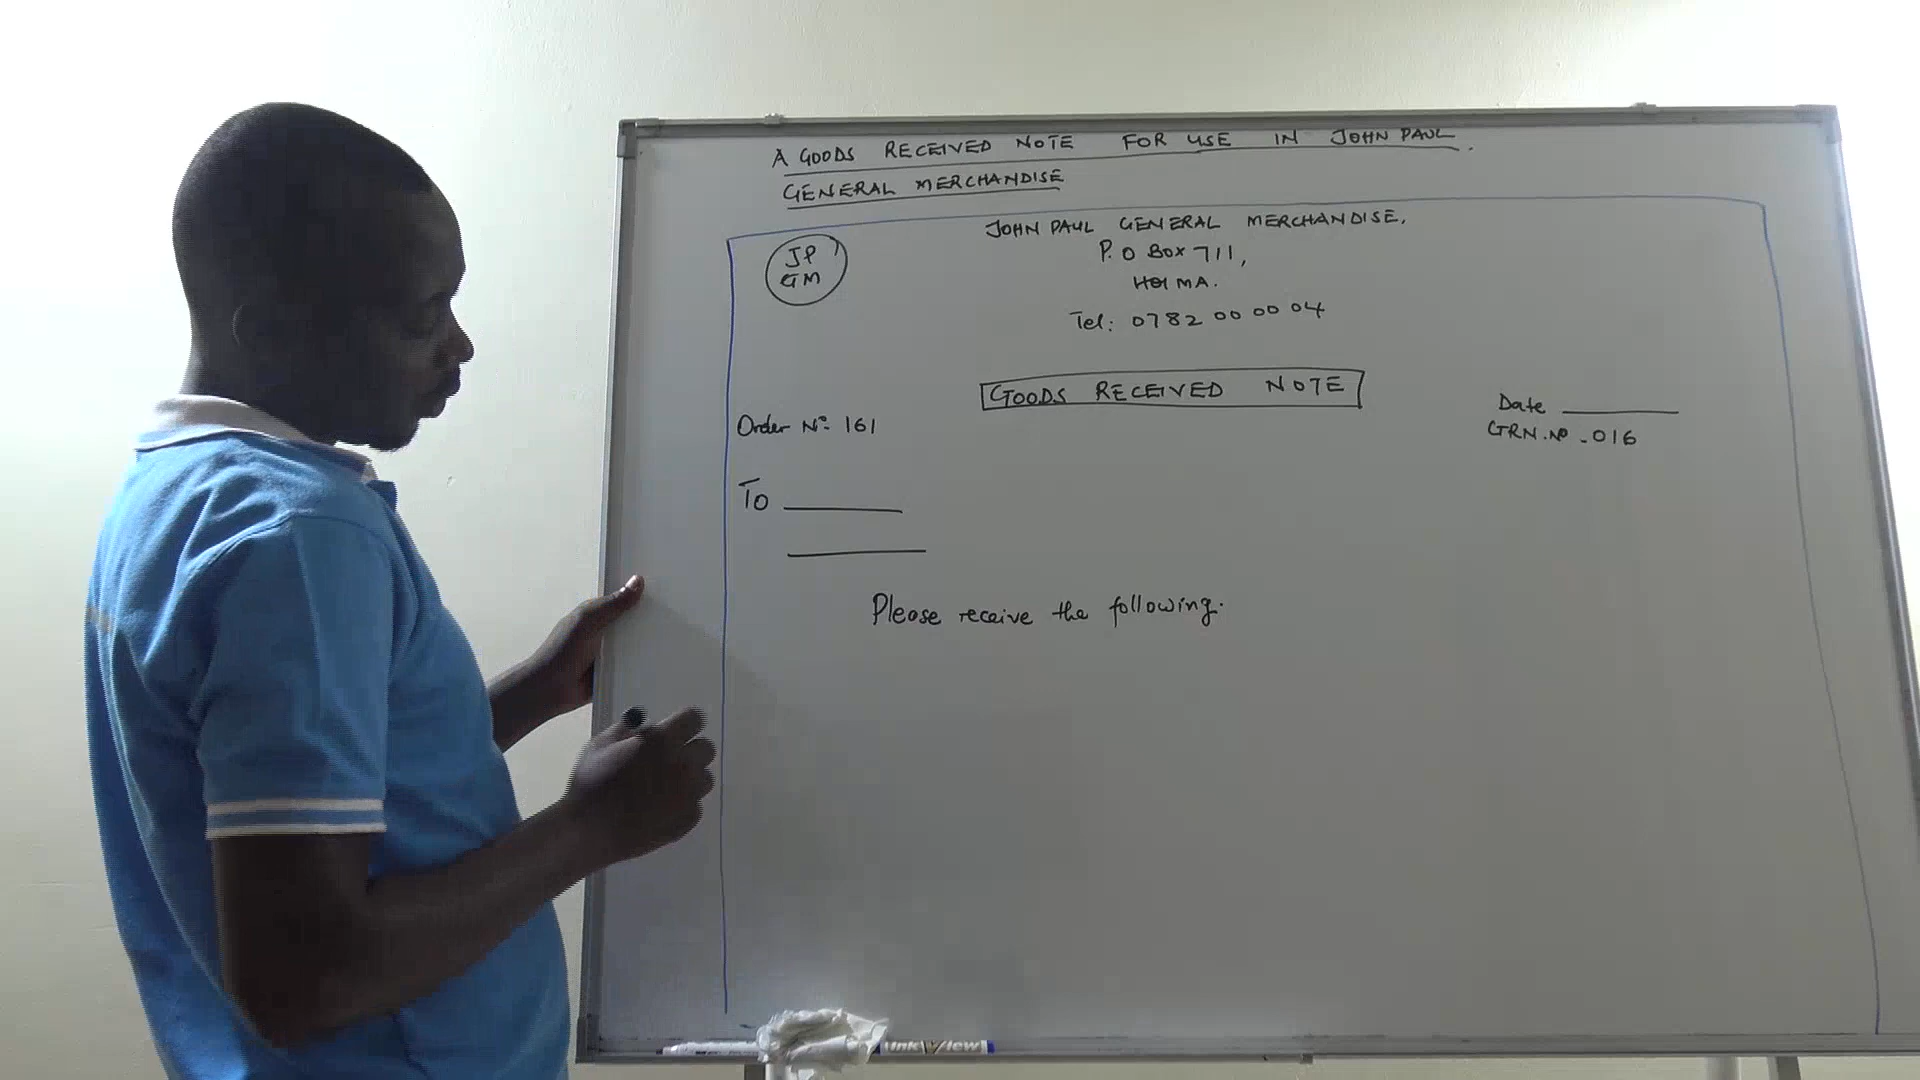 A GOODS RECEIVED NOTE FOR USE IN JOHN PAUL.
GENERAL MERCHANDISE
JOHN PAUL GENERAL MERCHANDISE,
P.O BOX 711,
HOIMA.
Tel: 0782 00 00 04
JP
GM
GOODS RECEIVED NOTE
Date
GRN.No - 016
Order No- 161
To
Please receive the following.
InkView